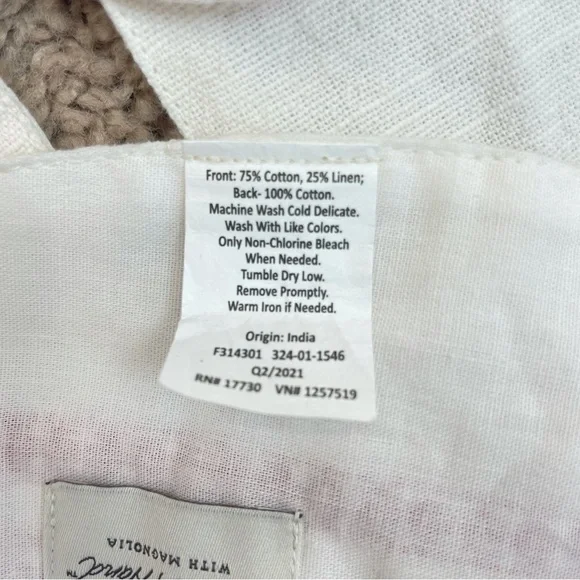 Front: 75% Cotton, 25% Linen;
Back- 100% Cotton.
Machine Wash Cold Delicate.
Wash With Like Colors.
Only Non-Chlorine Bleach
When Needed.
Tumble Dry Low.
Remove Promptly.
Warm Iron if Needed.
Origin: India
F314301 324-01-1546
Q2/2021
RN# 17730 VN# 1257519
WITH MAGNOLIA